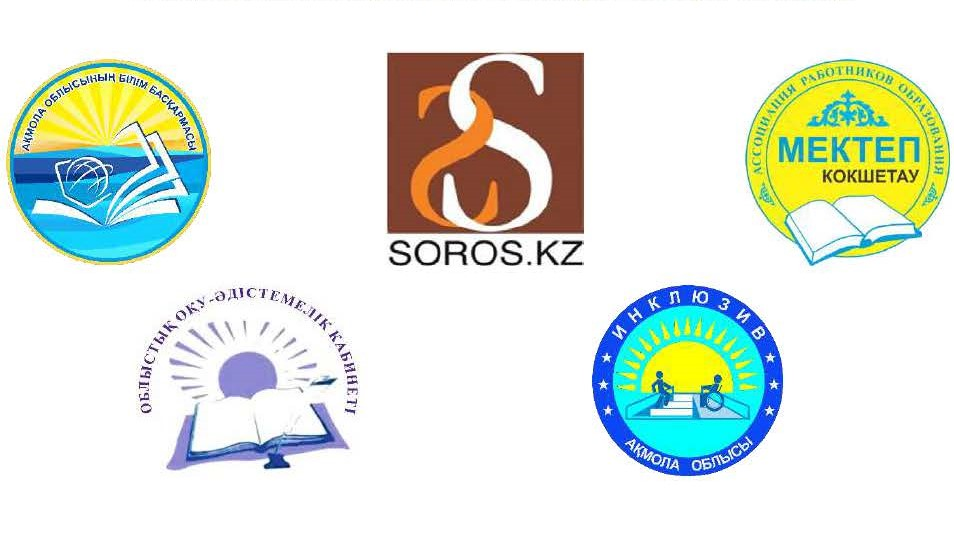 АҚМОЛА ОБЛЫСЫНЫҢ БІЛІМ БАСҚАРМАСЫ
SOROS.KZ
АССОЦИАЦИЯ РАБОТНИКОВ ОБРАЗОВАНИЯ
МЕКТЕП
КОКШЕТАУ
ОБЛЫСТЫҚ ОҚУ-ӘДІСТЕМЕЛІК КАБИНЕТІ
ИНКЛЮЗИВ
АҚМОЛА ОБЛЫСЫ